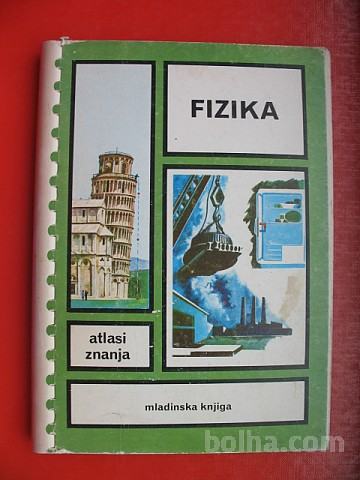 FIZIKA
atlasi
znanja
mladinska knjiga
bolha.com